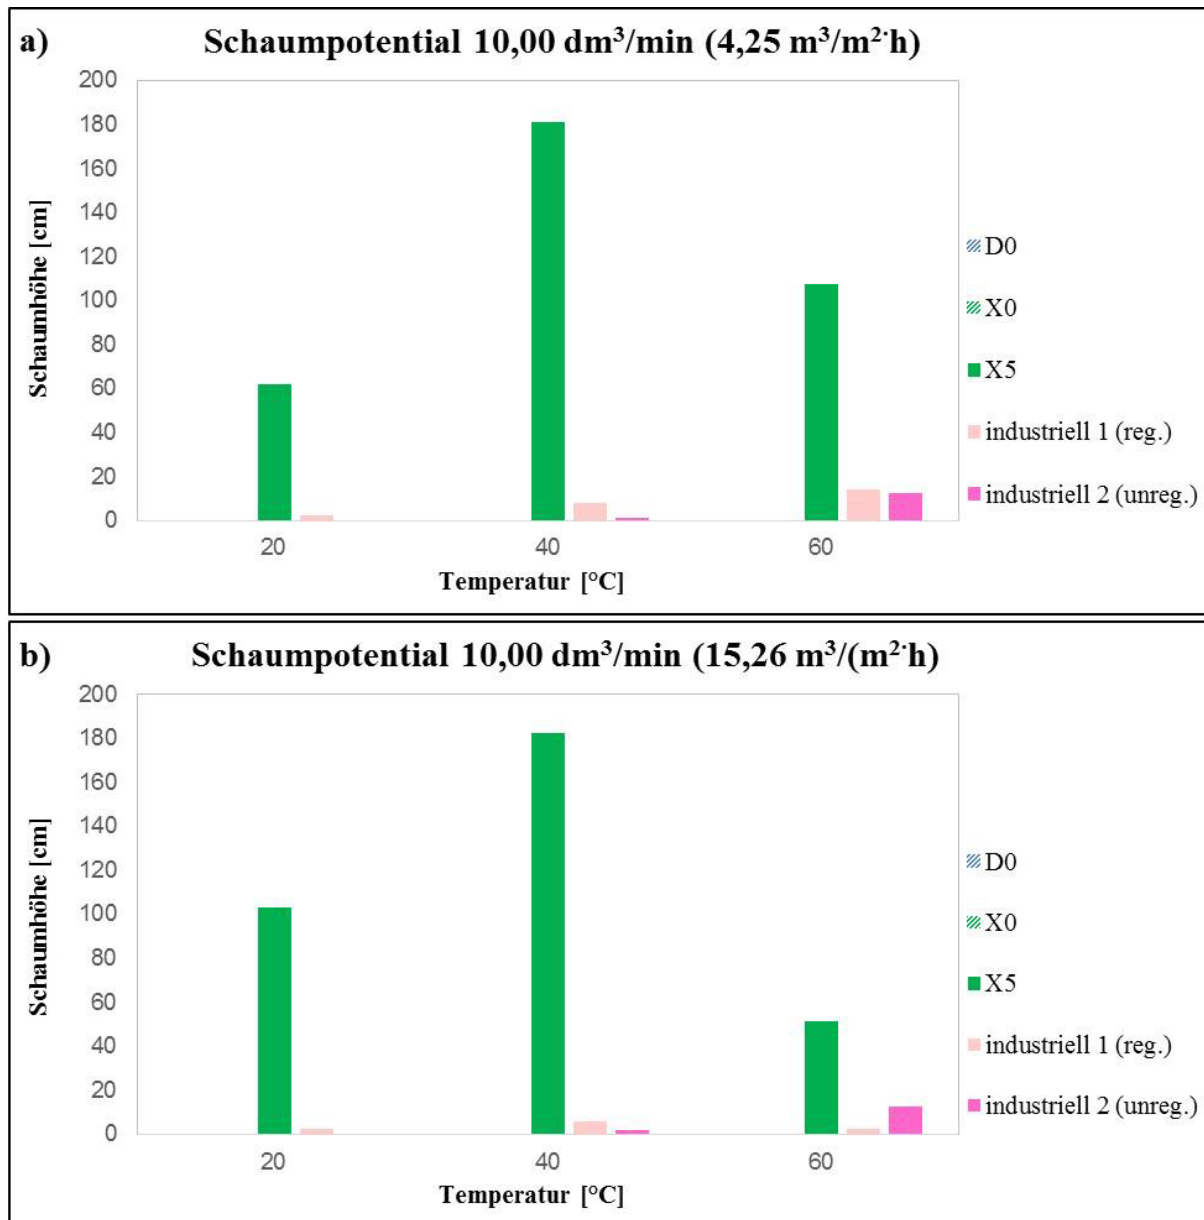 a) Schaumpotential 10,00 dm³/min (4,25 m³/m²·h)
200
180
160
140
120
100
80
60
40
20
0
Schaumhöhe [cm]
20 40 60
Temperatur [°C]
D0
X0
X5
industriell 1 (reg.)
industriell 2 (unreg.)
b) Schaumpotential 10,00 dm³/min (15,26 m³/(m²·h)
200
180
160
140
120
100
80
60
40
20
0
Schaumhöhe [cm]
20 40 60
Temperatur [°C]
D0
X0
X5
industriell 1 (reg.)
industriell 2 (unreg.)